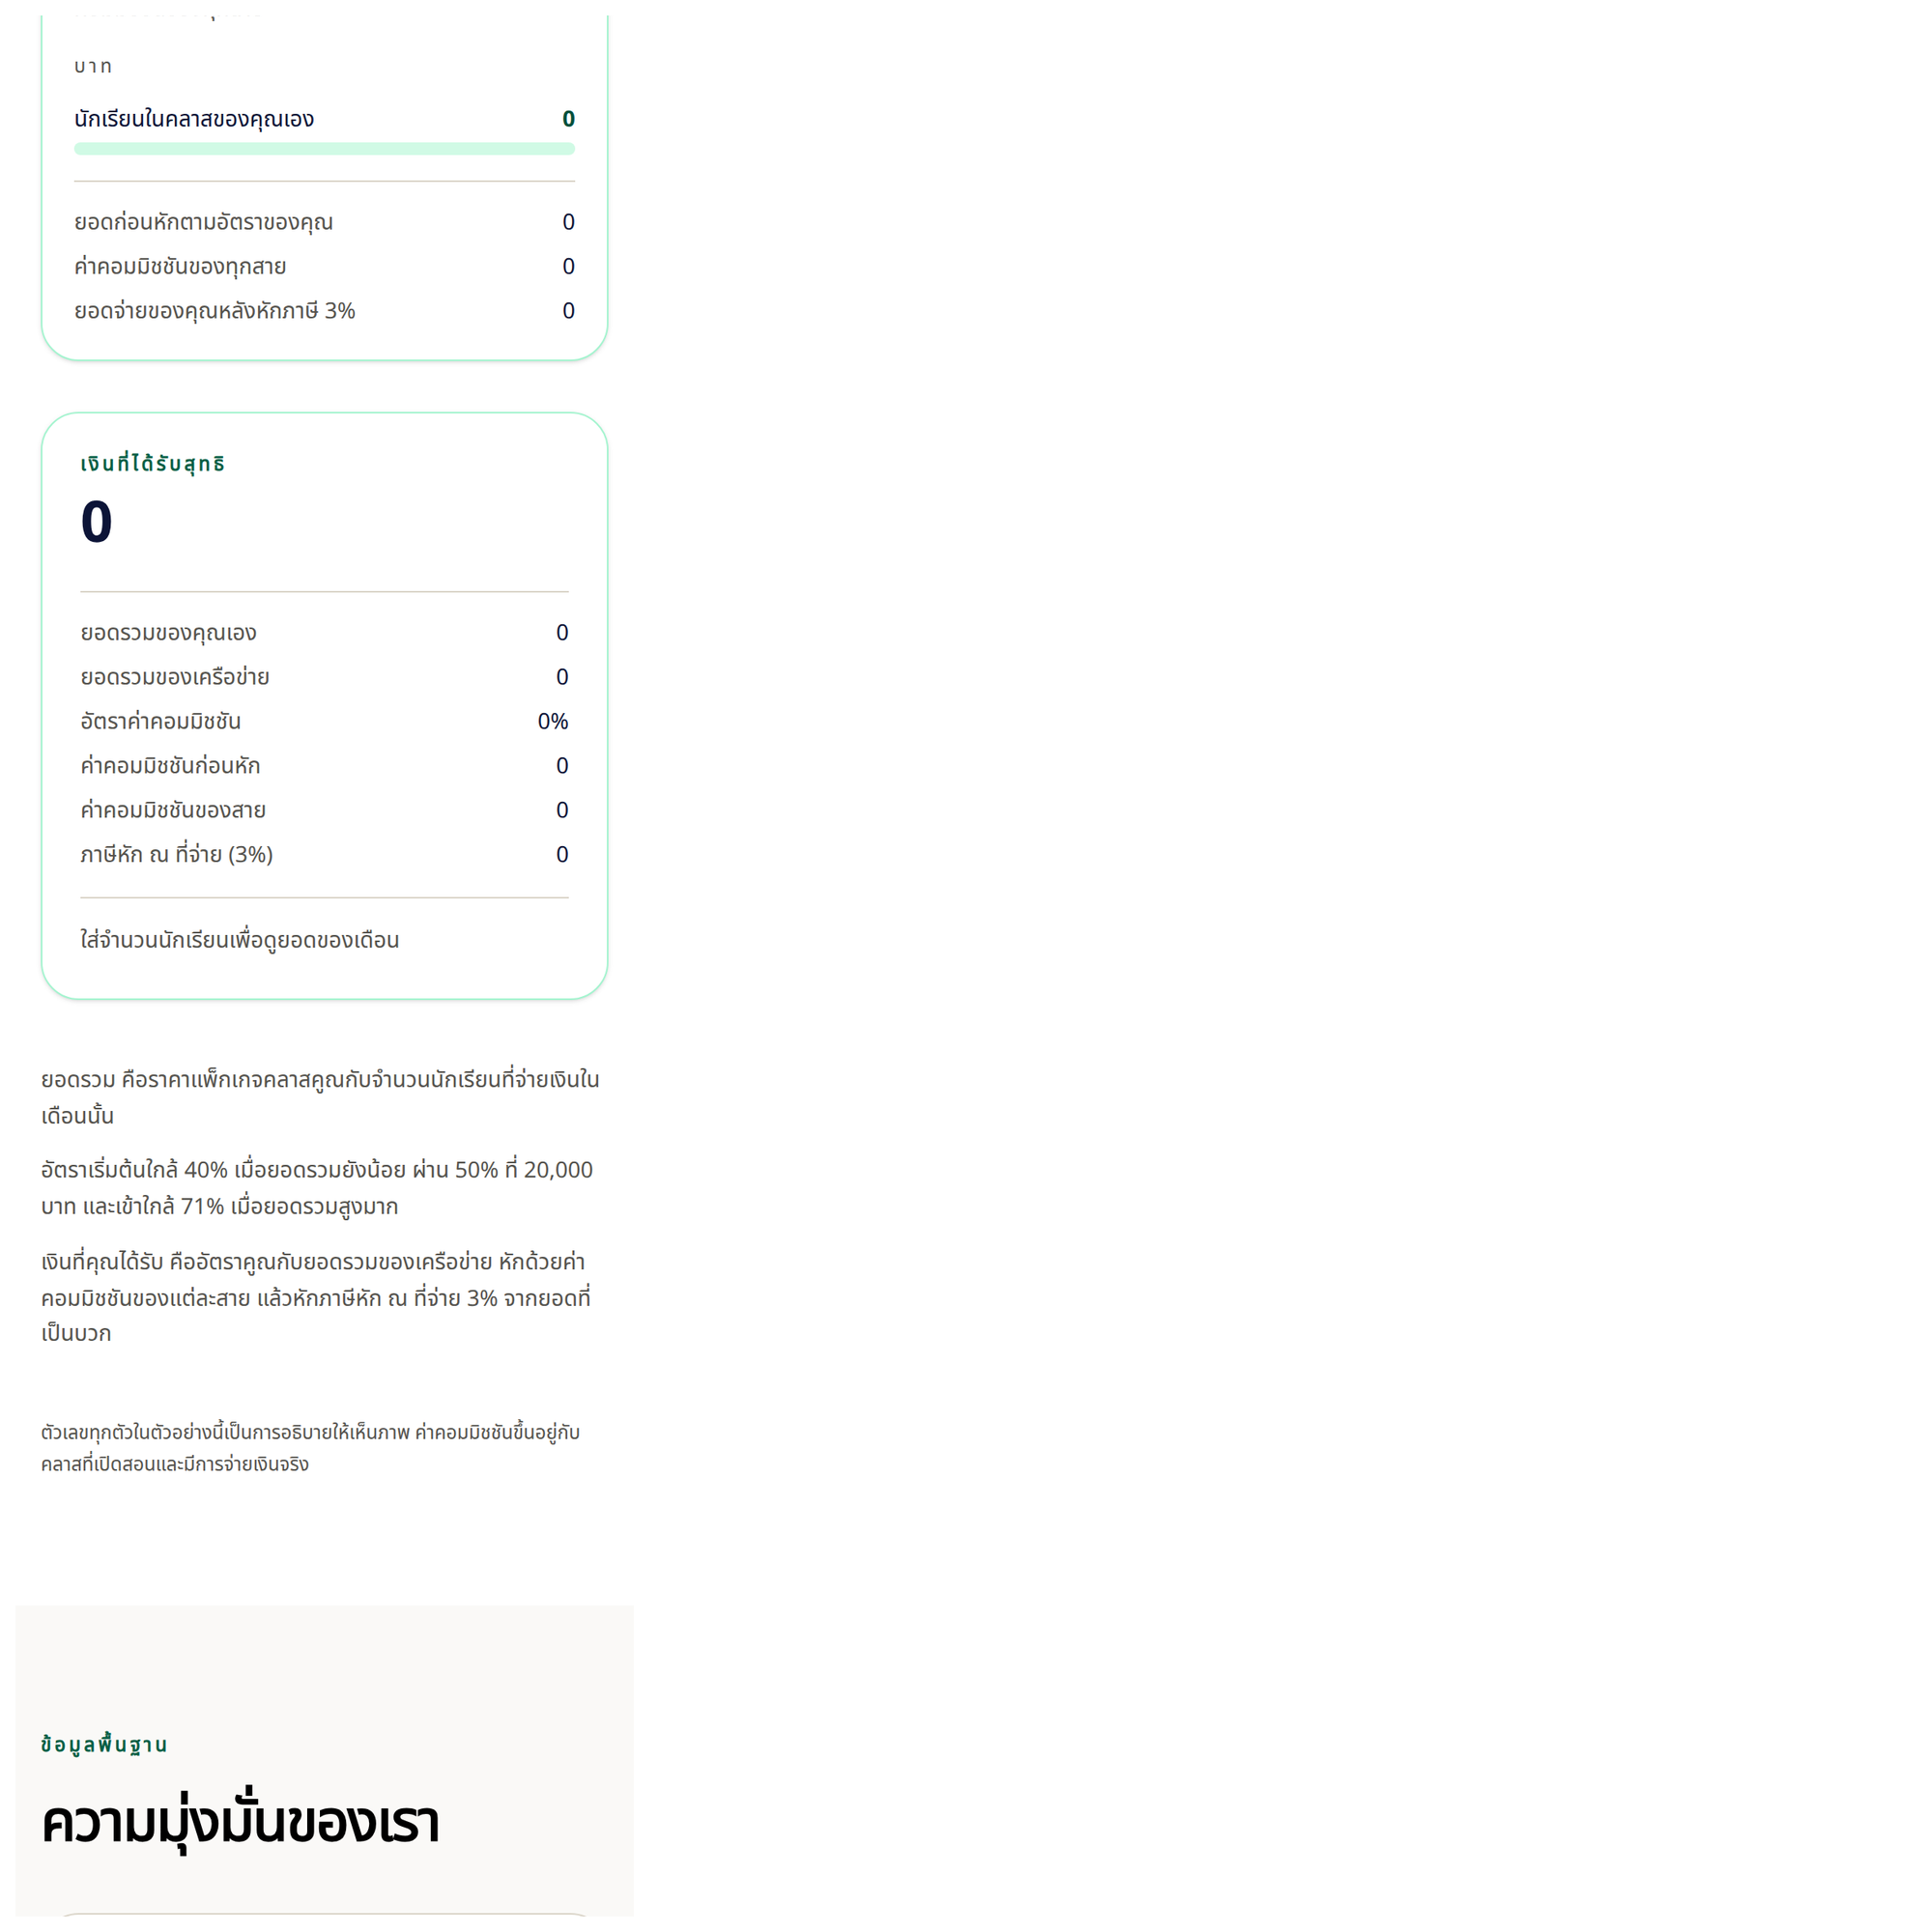 บาท
นักเรียนในคลาสของคุณเอง 0
ยอดก่อนหักตามอัตราของคุณ 0
ค่าคอมมิชชันของทุกสาย 0
ยอดจ่ายของคุณหลังหักภาษี 3% 0
เงินที่ได้รับสุทธิ
0
ยอดรวมของคุณเอง 0
ยอดรวมของเครือข่าย 0
อัตราค่าคอมมิชชัน 0%
ค่าคอมมิชชันก่อนหัก 0
ค่าคอมมิชชันของสาย 0
ภาษีหัก ณ ที่จ่าย (3%) 0
ใส่จำนวนนักเรียนเพื่อดูยอดของเดือน
ยอดรวม คือราคาแพ็กเกจคลาสคูณกับจำนวนนักเรียนที่จ่ายเงินใน
เดือนนั้น
อัตราเริ่มต้นใกล้ 40% เมื่อยอดรวมยังน้อย ผ่าน 50% ที่ 20,000
บาท และเข้าใกล้ 71% เมื่อยอดรวมสูงมาก
เงินที่คุณได้รับ คืออัตราคูณกับยอดรวมของเครือข่าย หักด้วยค่า
คอมมิชชันของแต่ละสาย แล้วหักภาษีหัก ณ ที่จ่าย 3% จากยอดที่
เป็นบวก
ตัวเลขทุกตัวในตัวอย่างนี้เป็นการอธิบายให้เห็นภาพ ค่าคอมมิชชันขึ้นอยู่กับ
คลาสที่เปิดสอนและมีการจ่ายเงินจริง
ข้อมูลพื้นฐาน
ความมุ่งมั่นของเรา